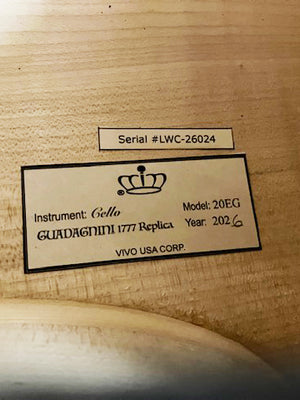 Serial #LWC-26024
®
Instrument: Cello Model: 20EG
GUADAGNINI 1777 Replica Year: 2026
VIVO USA CORP.